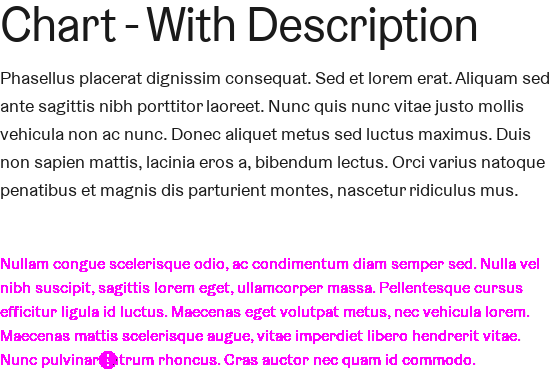 Chart - With Description
Phasellus placerat dignissim consequat. Sed et lorem erat. Aliquam sed
ante sagittis nibh porttitor laoreet. Nunc quis nunc vitae justo mollis
vehicula non ac nunc. Donec aliquet metus sed luctus maximus. Duis
non sapien mattis, lacinia eros a, bibendum lectus. Orci varius natoque
penatibus et magnis dis parturient montes, nascetur ridiculus mus.
Nullam congue scelerisque odio, ac condimentum diam semper sed. Nulla vel
nibh suscipit, sagittis lorem eget, ullamcorper massa. Pellentesque cursus
efficitur ligula id luctus. Maecenas eget volutpat metus, nec vehicula lorem.
Maecenas mattis scelerisque augue, vitae imperdiet libero hendrerit vitae.
Nunc pulvinar rhoncus. Cras auctor nec quam id commodo.